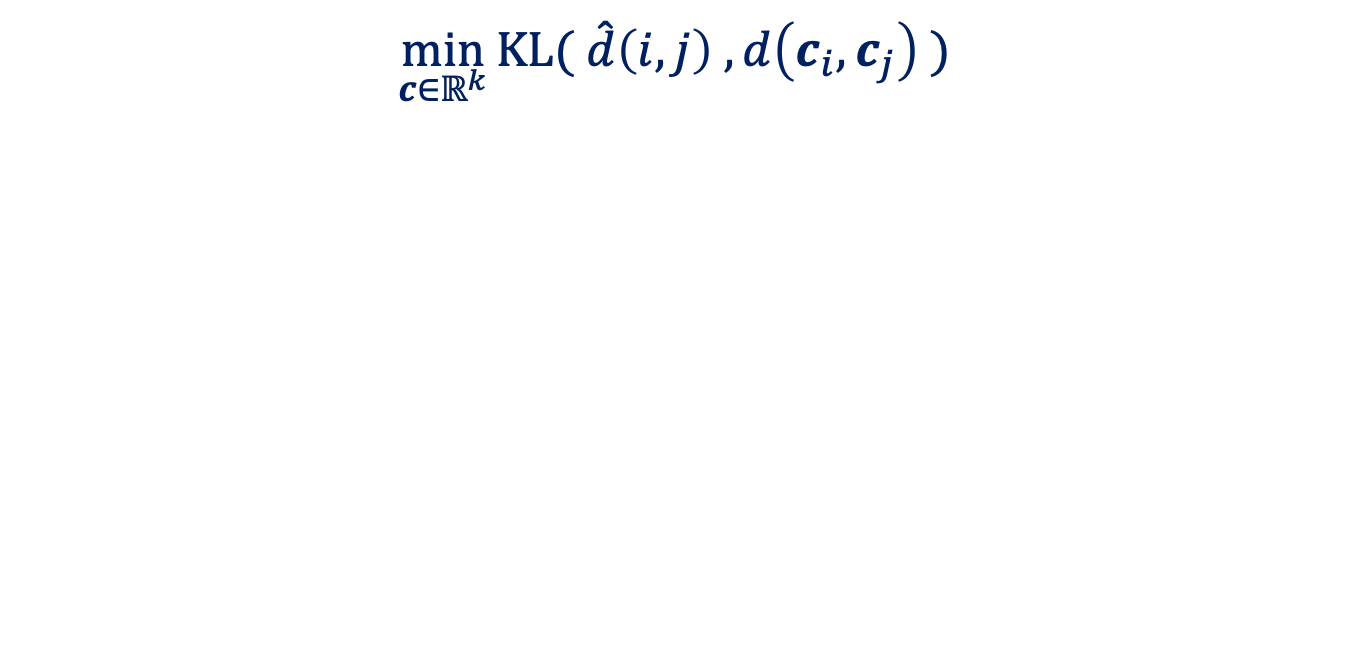 min KL( d̂(i,j) ,d(𝒄ᵢ, 𝒄ⱼ) )
𝒄∈ℝᵏ